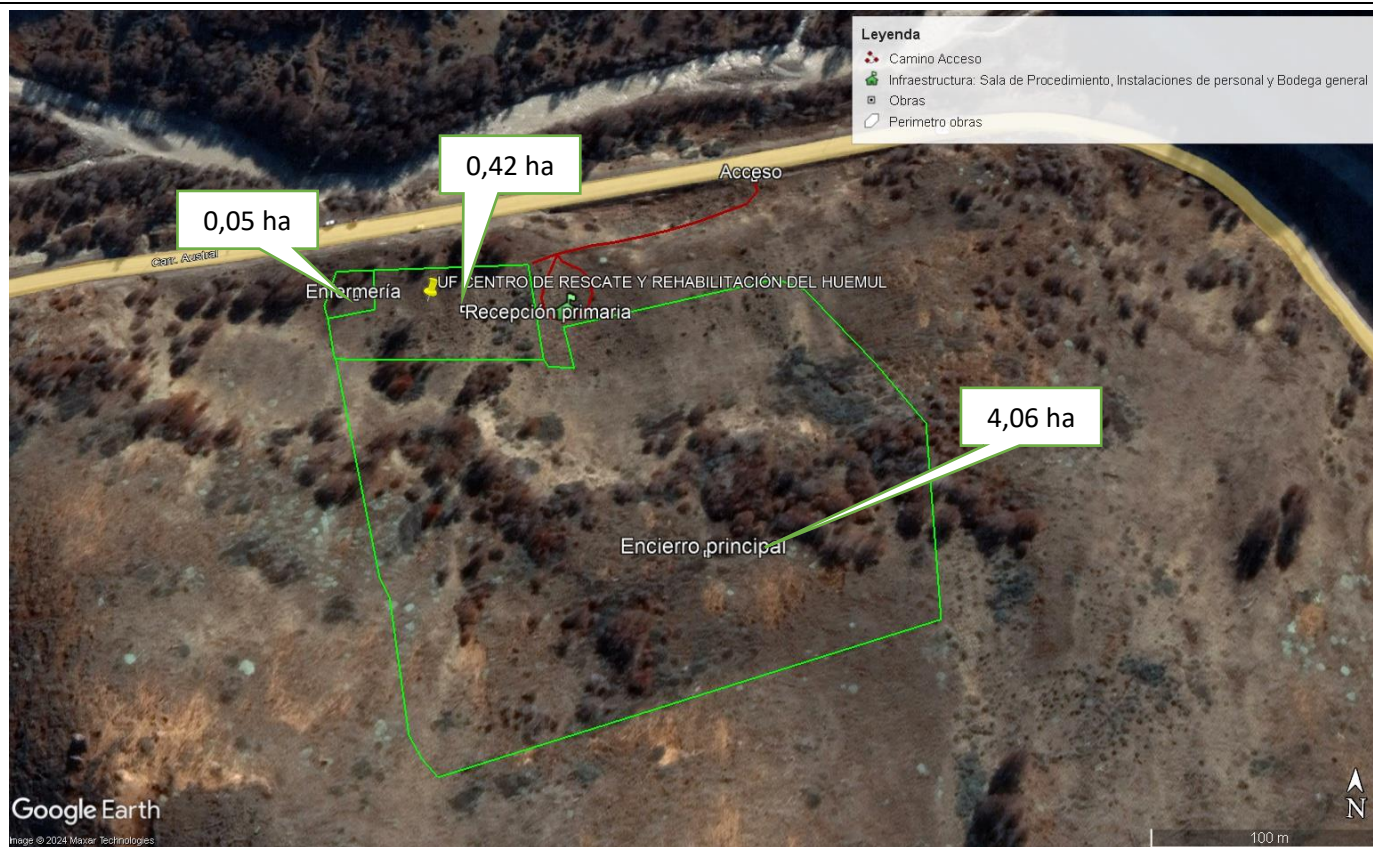 Leyenda
Camino Acceso
Infraestructura: Sala de Procedimiento, Instalaciones de personal y Bodega general
Obras
Perimetro obras
0,42 ha
Acceso
0,05 ha
Carr. Austral
Enfermería
UF CENTRO DE RESCATE Y REHABILITACIÓN DEL HUEMUL
Recepción primaria
4,06 ha
Encierro principal
Google Earth
N
Image © 2024 Maxar Technologies
100 m